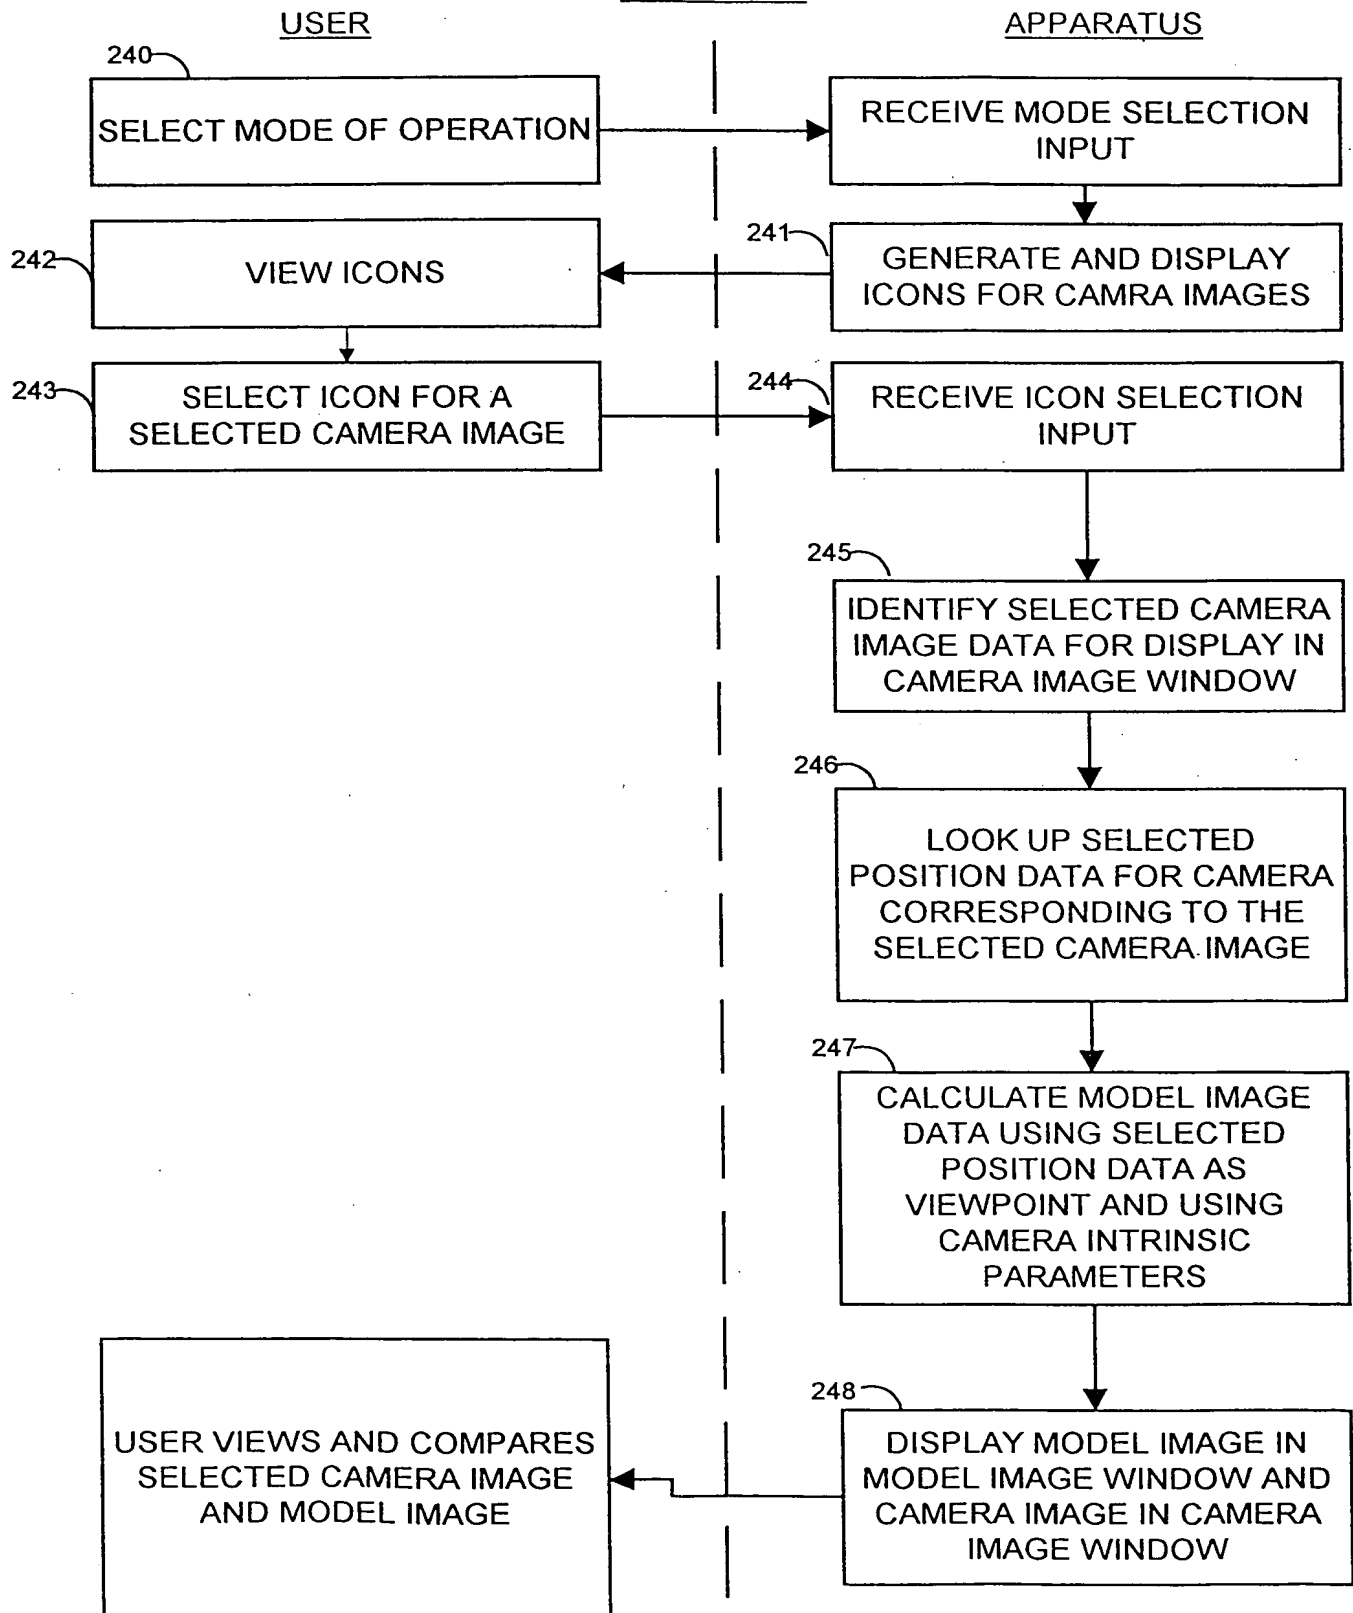 USER
APPARATUS
240
SELECT MODE OF OPERATION
RECEIVE MODE SELECTION
INPUT
241
GENERATE AND DISPLAY
ICONS FOR CAMRA IMAGES
242
VIEW ICONS
243
SELECT ICON FOR A
SELECTED CAMERA IMAGE
244
RECEIVE ICON SELECTION
INPUT
245
IDENTIFY SELECTED CAMERA
IMAGE DATA FOR DISPLAY IN
CAMERA IMAGE WINDOW
246
LOOK UP SELECTED
POSITION DATA FOR CAMERA
CORRESPONDING TO THE
SELECTED CAMERA IMAGE
247
CALCULATE MODEL IMAGE
DATA USING SELECTED
POSITION DATA AS
VIEWPOINT AND USING
CAMERA INTRINSIC
PARAMETERS
248
DISPLAY MODEL IMAGE IN
MODEL IMAGE WINDOW AND
CAMERA IMAGE IN CAMERA
IMAGE WINDOW
USER VIEWS AND COMPARES
SELECTED CAMERA IMAGE
AND MODEL IMAGE